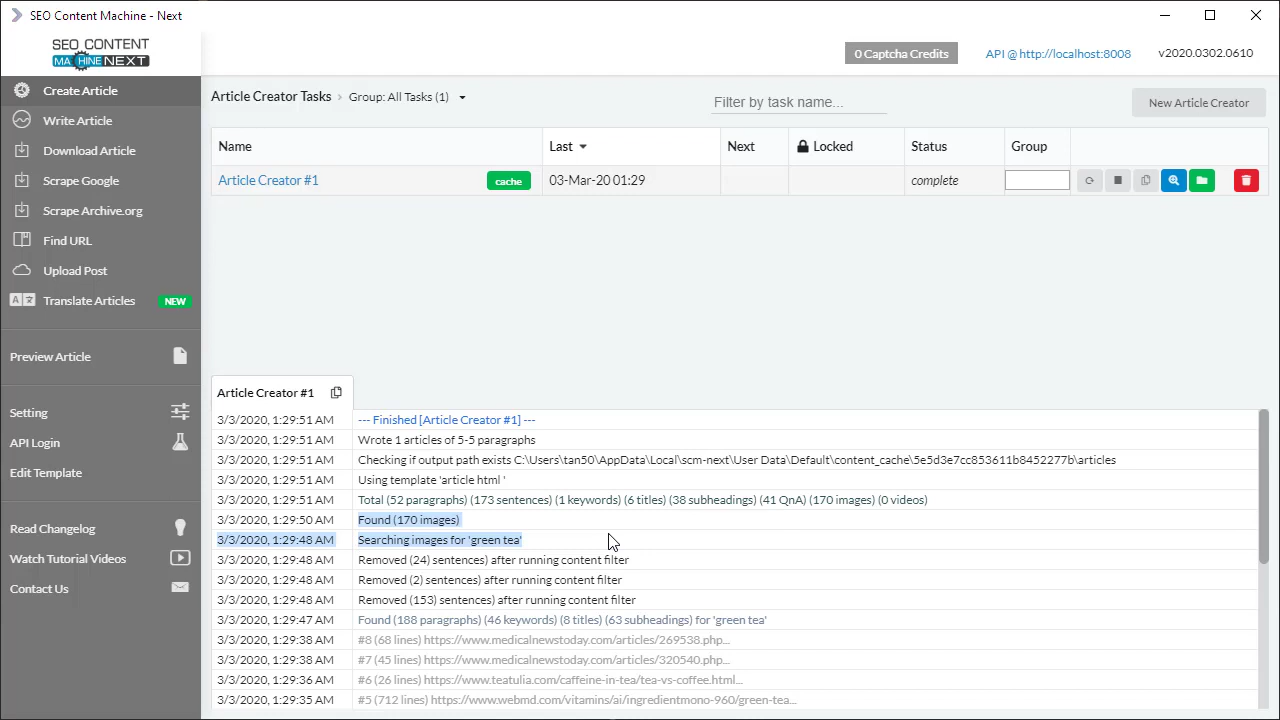 SEO Content Machine - Next
SEO CONTENT
MACHINE NEXT
0 Captcha Credits
API @ http://localhost:8008
v2020.0302.0610
Create Article
Write Article
Download Article
Scrape Google
Scrape Archive.org
Find URL
Upload Post
Translate Articles NEW
Preview Article
Setting
API Login
Edit Template
Read Changelog
Watch Tutorial Videos
Contact Us
Article Creator Tasks › Group: All Tasks (1)
Filter by task name...
New Article Creator
Name Last Next Locked Status Group
Article Creator #1 cache 03-Mar-20 01:29 complete
Article Creator #1
3/3/2020, 1:29:51 AM --- Finished [Article Creator #1] ---
3/3/2020, 1:29:51 AM Wrote 1 articles of 5-5 paragraphs
3/3/2020, 1:29:51 AM Checking if output path exists C:\Users\tan50\AppData\Local\scm-next\User Data\Default\content_cache\5e5d3e7cc853611b8452277b\articles
3/3/2020, 1:29:51 AM Using template 'article html '
3/3/2020, 1:29:51 AM Total (52 paragraphs) (173 sentences) (1 keywords) (6 titles) (38 subheadings) (41 QnA) (170 images) (0 videos)
3/3/2020, 1:29:50 AM Found (170 images)
3/3/2020, 1:29:48 AM Searching images for 'green tea'
3/3/2020, 1:29:48 AM Removed (24) sentences) after running content filter
3/3/2020, 1:29:48 AM Removed (2) sentences) after running content filter
3/3/2020, 1:29:48 AM Removed (153) sentences) after running content filter
3/3/2020, 1:29:47 AM Found (188 paragraphs) (46 keywords) (8 titles) (63 subheadings) for 'green tea'
3/3/2020, 1:29:38 AM #8 (68 lines) https://www.medicalnewstoday.com/articles/269538.php...
3/3/2020, 1:29:38 AM #7 (45 lines) https://www.medicalnewstoday.com/articles/320540.php...
3/3/2020, 1:29:36 AM #6 (26 lines) https://www.teatulia.com/caffeine-in-tea/tea-vs-coffee.html...
3/3/2020, 1:29:35 AM #5 (712 lines) https://www.webmd.com/vitamins/ai/ingredientmono-960/green-tea...